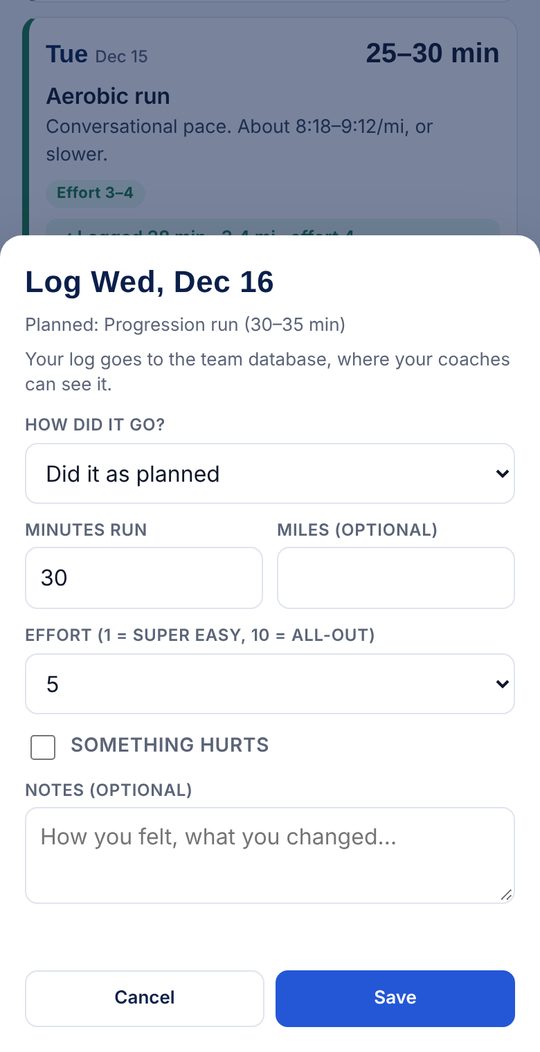 Tue Dec 15 25–30 min
Aerobic run
Conversational pace. About 8:18–9:12/mi, or
slower.
Effort 3–4
Log Wed, Dec 16
Planned: Progression run (30–35 min)
Your log goes to the team database, where your coaches
can see it.
HOW DID IT GO?
Did it as planned
MINUTES RUN MILES (OPTIONAL)
30
EFFORT (1 = SUPER EASY, 10 = ALL-OUT)
5
SOMETHING HURTS
NOTES (OPTIONAL)
How you felt, what you changed...
Cancel Save